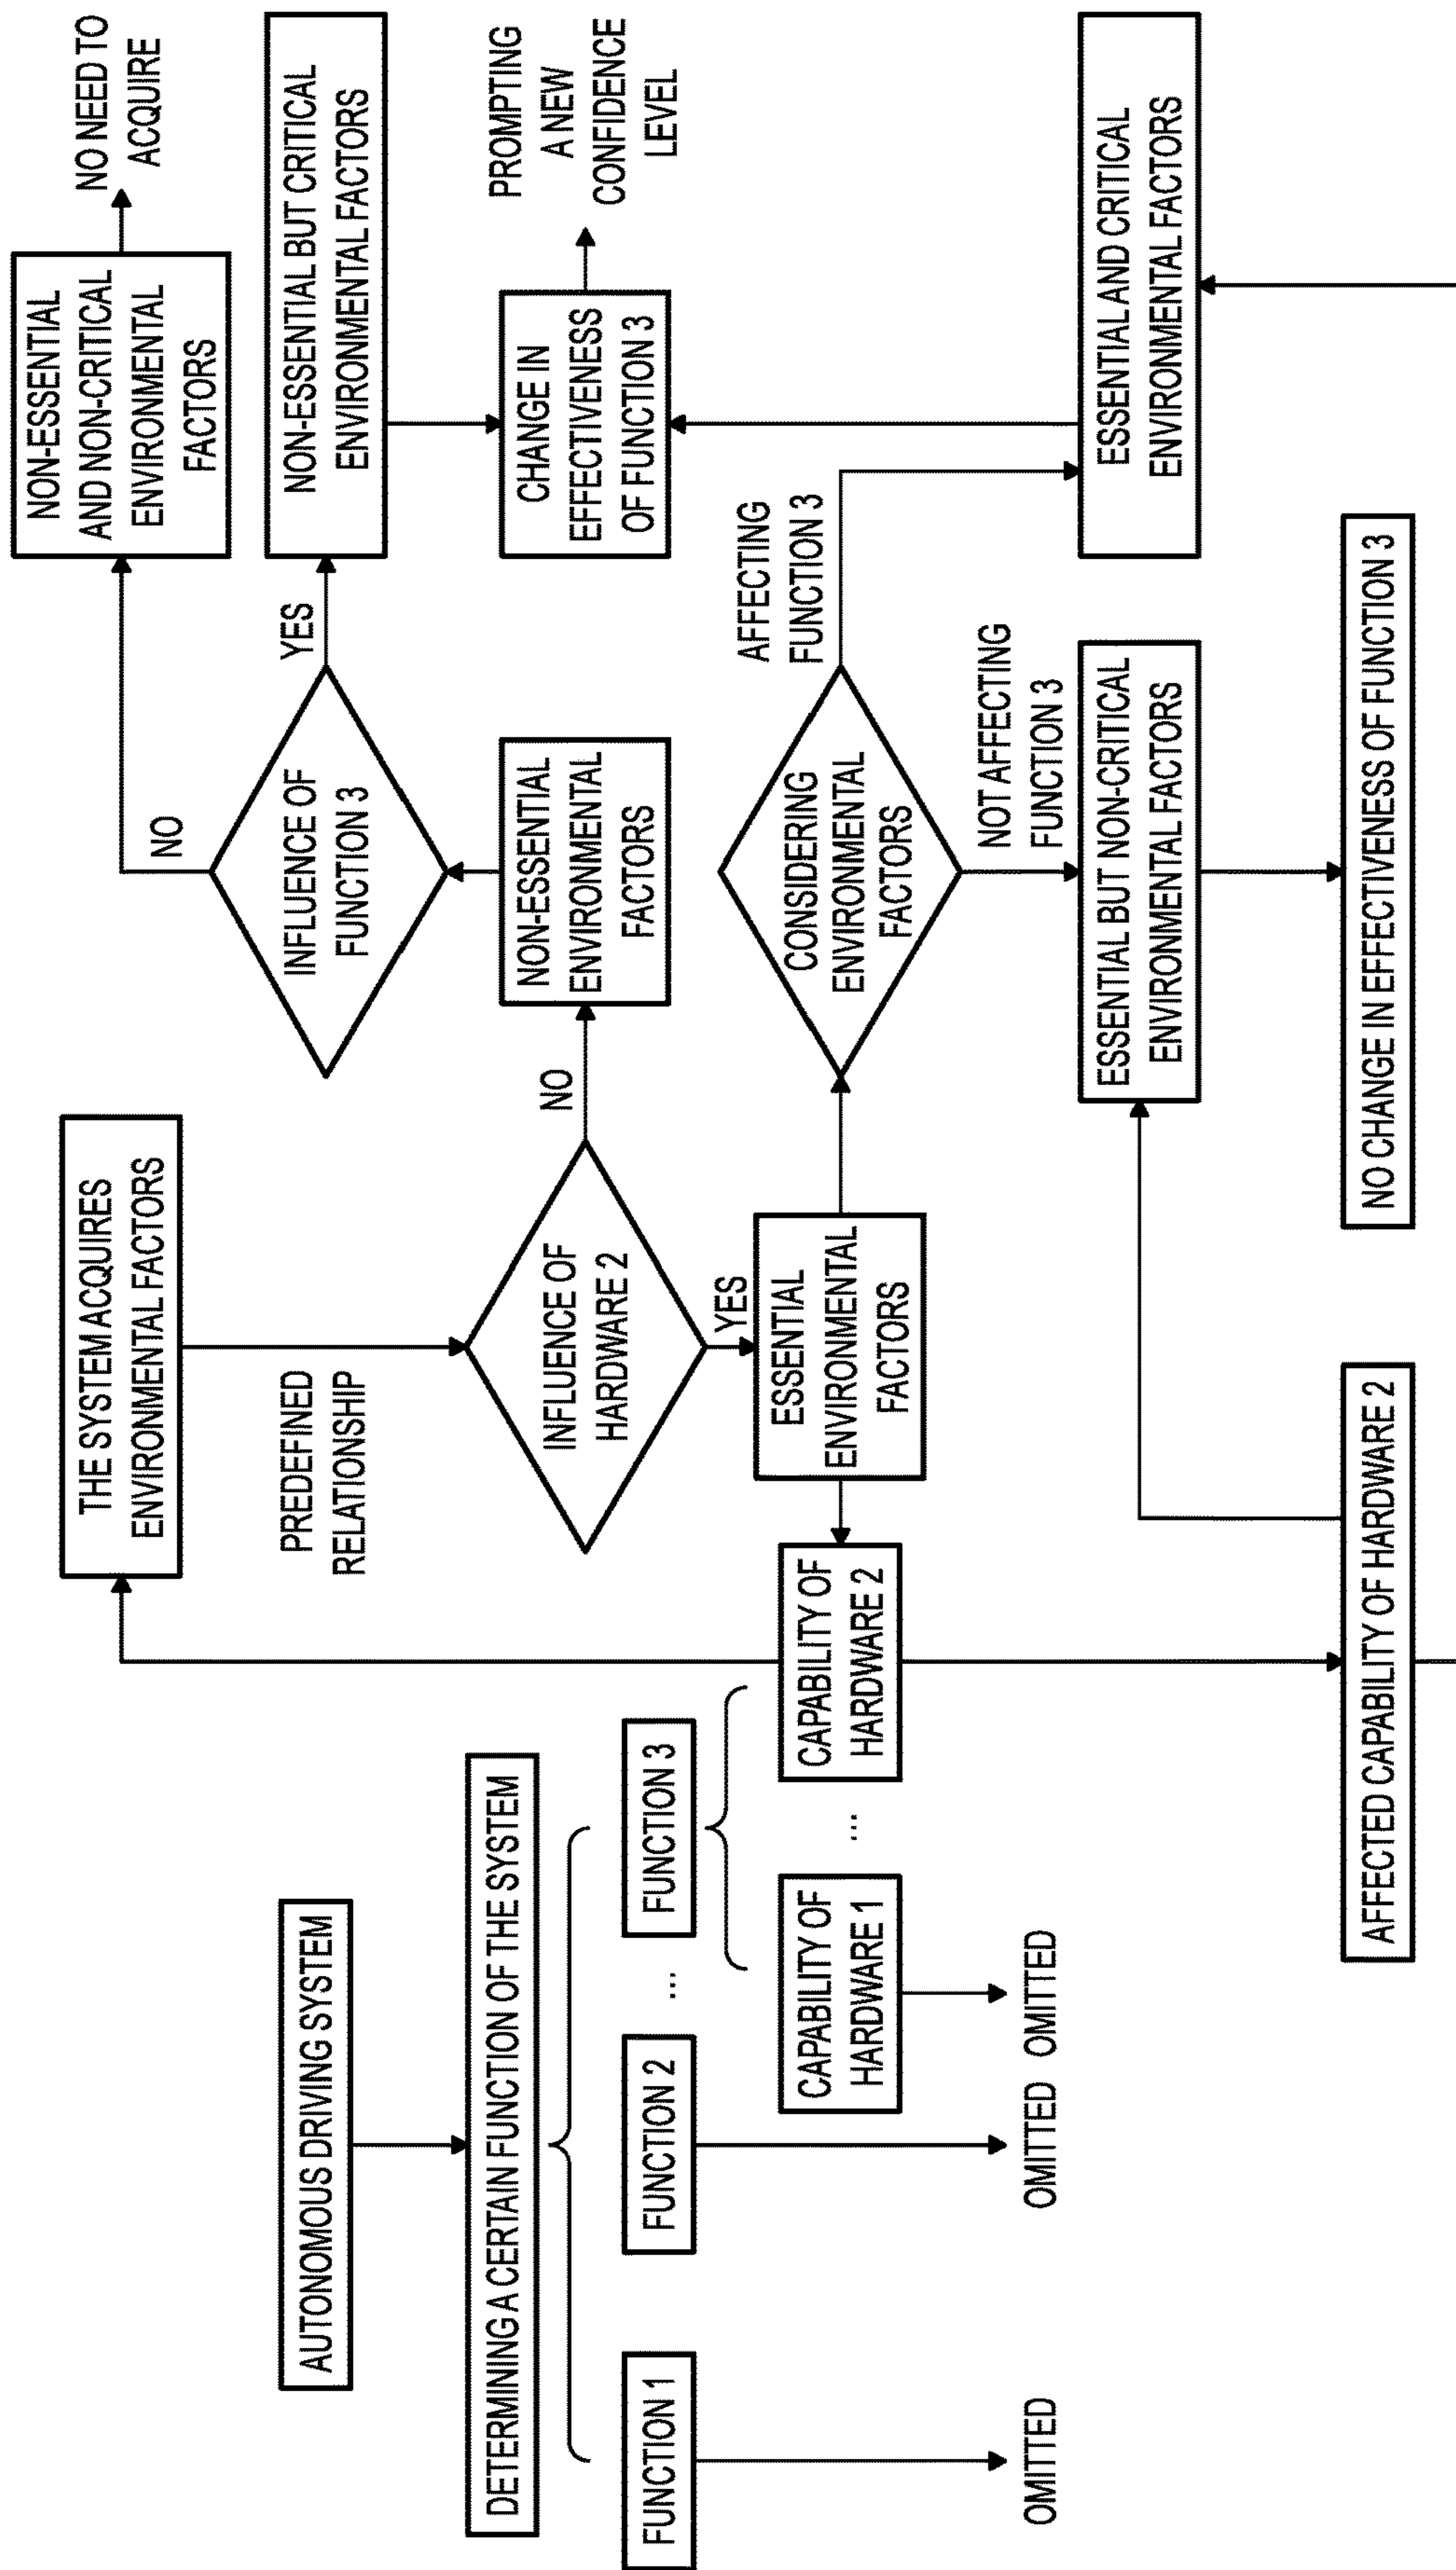 AUTONOMOUS DRIVING SYSTEM
DETERMINING A CERTAIN FUNCTION OF THE SYSTEM
FUNCTION 1
FUNCTION 2
...
FUNCTION 3
CAPABILITY OF
HARDWARE 1
...
CAPABILITY OF
HARDWARE 2
OMITTED
OMITTED
OMITTED
AFFECTED CAPABILITY OF HARDWARE 2
THE SYSTEM ACQUIRES
ENVIRONMENTAL FACTORS
PREDEFINED
RELATIONSHIP
INFLUENCE OF
HARDWARE 2
NO
YES
ESSENTIAL
ENVIRONMENTAL
FACTORS
NON-ESSENTIAL
ENVIRONMENTAL
FACTORS
INFLUENCE OF
FUNCTION 3
NO
YES
NON-ESSENTIAL
AND NON-CRITICAL
ENVIRONMENTAL
FACTORS
NO NEED TO
ACQUIRE
NON-ESSENTIAL BUT CRITICAL
ENVIRONMENTAL FACTORS
CHANGE IN
EFFECTIVENESS
OF FUNCTION 3
PROMPTING
A NEW
CONFIDENCE
LEVEL
CONSIDERING
ENVIRONMENTAL
FACTORS
AFFECTING
FUNCTION 3
NOT AFFECTING
FUNCTION 3
ESSENTIAL BUT NON-CRITICAL
ENVIRONMENTAL FACTORS
ESSENTIAL AND CRITICAL
ENVIRONMENTAL FACTORS
NO CHANGE IN EFFECTIVENESS OF FUNCTION 3